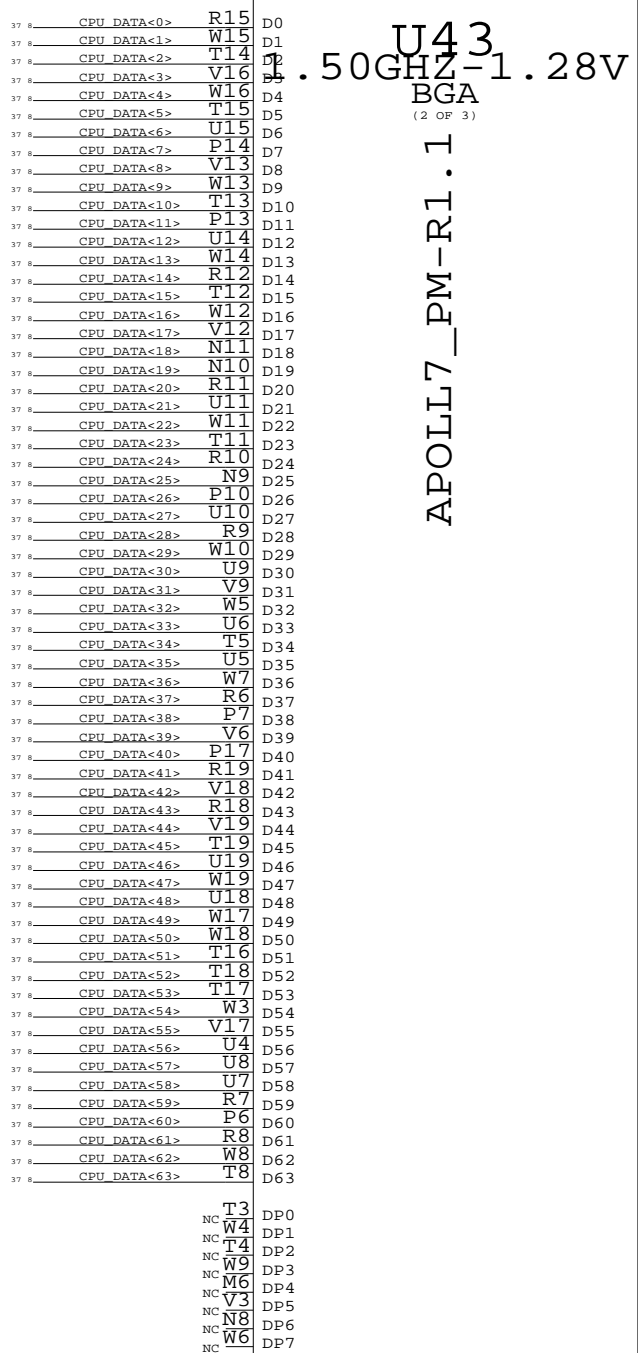 U43
1.50GHZ-1.28V
BGA
(2 OF 3)
APOLL7_PM-R1.1
37 8 CPU_DATA<0> R15 D0
37 8 CPU_DATA<1> W15 D1
37 8 CPU_DATA<2> T14 D2
37 8 CPU_DATA<3> V16 D3
37 8 CPU_DATA<4> W16 D4
37 8 CPU_DATA<5> T15 D5
37 8 CPU_DATA<6> U15 D6
37 8 CPU_DATA<7> P14 D7
37 8 CPU_DATA<8> V13 D8
37 8 CPU_DATA<9> W13 D9
37 8 CPU_DATA<10> T13 D10
37 8 CPU_DATA<11> P13 D11
37 8 CPU_DATA<12> U14 D12
37 8 CPU_DATA<13> W14 D13
37 8 CPU_DATA<14> R12 D14
37 8 CPU_DATA<15> T12 D15
37 8 CPU_DATA<16> W12 D16
37 8 CPU_DATA<17> V12 D17
37 8 CPU_DATA<18> N11 D18
37 8 CPU_DATA<19> N10 D19
37 8 CPU_DATA<20> R11 D20
37 8 CPU_DATA<21> U11 D21
37 8 CPU_DATA<22> W11 D22
37 8 CPU_DATA<23> T11 D23
37 8 CPU_DATA<24> R10 D24
37 8 CPU_DATA<25> N9 D25
37 8 CPU_DATA<26> P10 D26
37 8 CPU_DATA<27> U10 D27
37 8 CPU_DATA<28> R9 D28
37 8 CPU_DATA<29> W10 D29
37 8 CPU_DATA<30> U9 D30
37 8 CPU_DATA<31> V9 D31
37 8 CPU_DATA<32> W5 D32
37 8 CPU_DATA<33> U6 D33
37 8 CPU_DATA<34> T5 D34
37 8 CPU_DATA<35> U5 D35
37 8 CPU_DATA<36> W7 D36
37 8 CPU_DATA<37> R6 D37
37 8 CPU_DATA<38> P7 D38
37 8 CPU_DATA<39> V6 D39
37 8 CPU_DATA<40> P17 D40
37 8 CPU_DATA<41> R19 D41
37 8 CPU_DATA<42> V18 D42
37 8 CPU_DATA<43> R18 D43
37 8 CPU_DATA<44> V19 D44
37 8 CPU_DATA<45> T19 D45
37 8 CPU_DATA<46> U19 D46
37 8 CPU_DATA<47> W19 D47
37 8 CPU_DATA<48> U18 D48
37 8 CPU_DATA<49> W17 D49
37 8 CPU_DATA<50> W18 D50
37 8 CPU_DATA<51> T16 D51
37 8 CPU_DATA<52> T18 D52
37 8 CPU_DATA<53> T17 D53
37 8 CPU_DATA<54> W3 D54
37 8 CPU_DATA<55> V17 D55
37 8 CPU_DATA<56> U4 D56
37 8 CPU_DATA<57> U8 D57
37 8 CPU_DATA<58> U7 D58
37 8 CPU_DATA<59> R7 D59
37 8 CPU_DATA<60> P6 D60
37 8 CPU_DATA<61> R8 D61
37 8 CPU_DATA<62> W8 D62
37 8 CPU_DATA<63> T8 D63
NC T3 DP0
NC W4 DP1
NC T4 DP2
NC W9 DP3
NC M6 DP4
NC V3 DP5
NC N8 DP6
NC W6 DP7